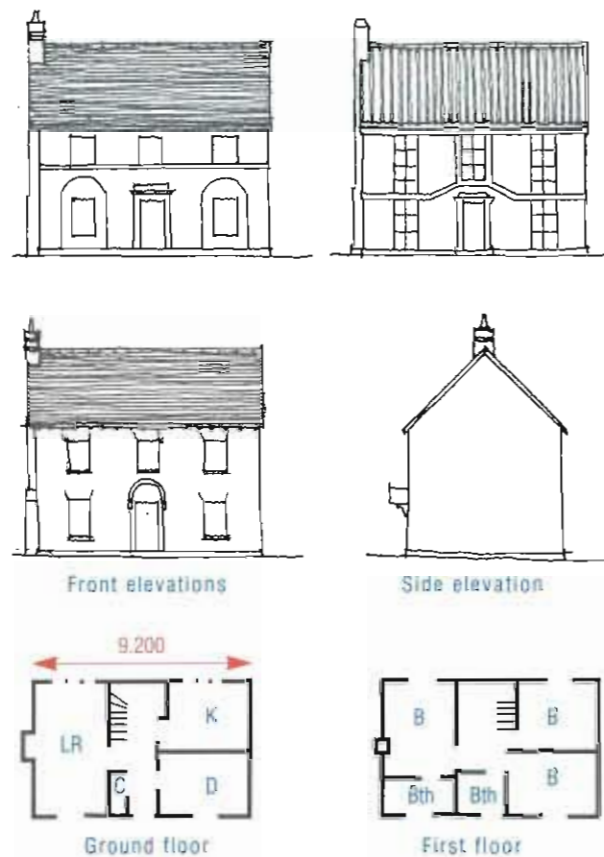 Front elevations
Side elevation
9.200
LR
K
C
D
Ground floor
B
B
Bth
Bth
B
First floor